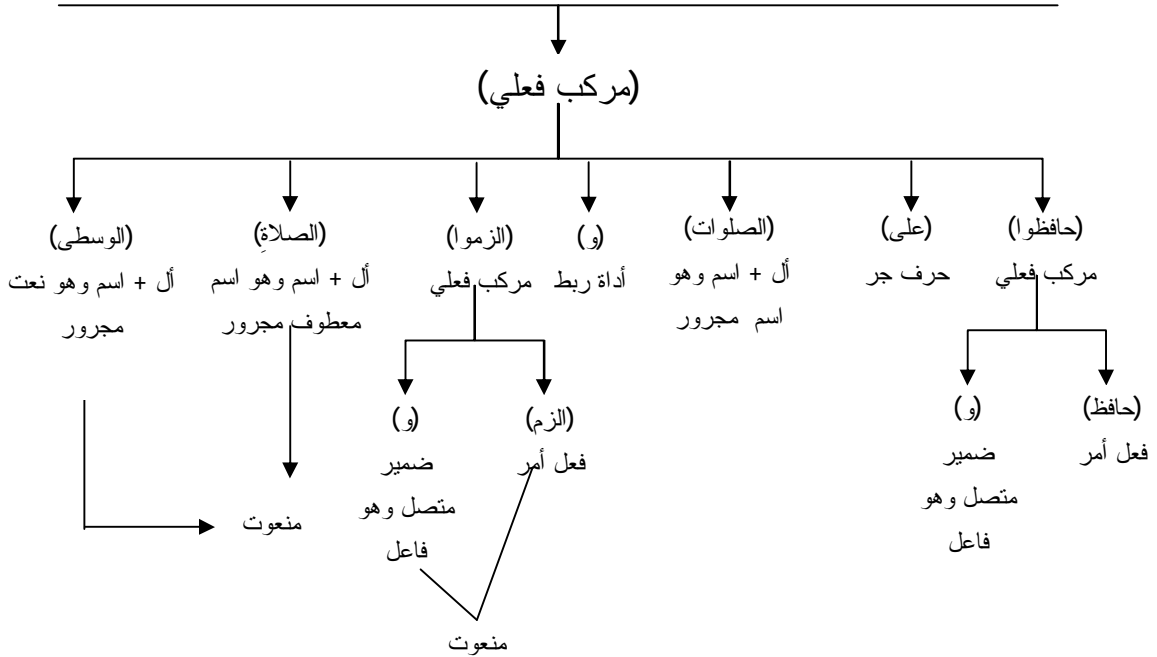 (مركب فعلي)
(حافظوا) (على) (الصلوات) (و) (الزموا) (الصلاةِ) (الوسطى)
مركب فعلي
حرف جر
أل + اسم وهو
اسم مجرور
أداة ربط
مركب فعلي
أل + اسم وهو اسم
معطوف مجرور
أل + اسم وهو نعت
مجرور
(حافظ)
فعل أمر
(و)
ضمير
متصل وهو
فاعل
(الزم)
فعل أمر
(و)
ضمير
متصل وهو
فاعل
منعوت
منعوت